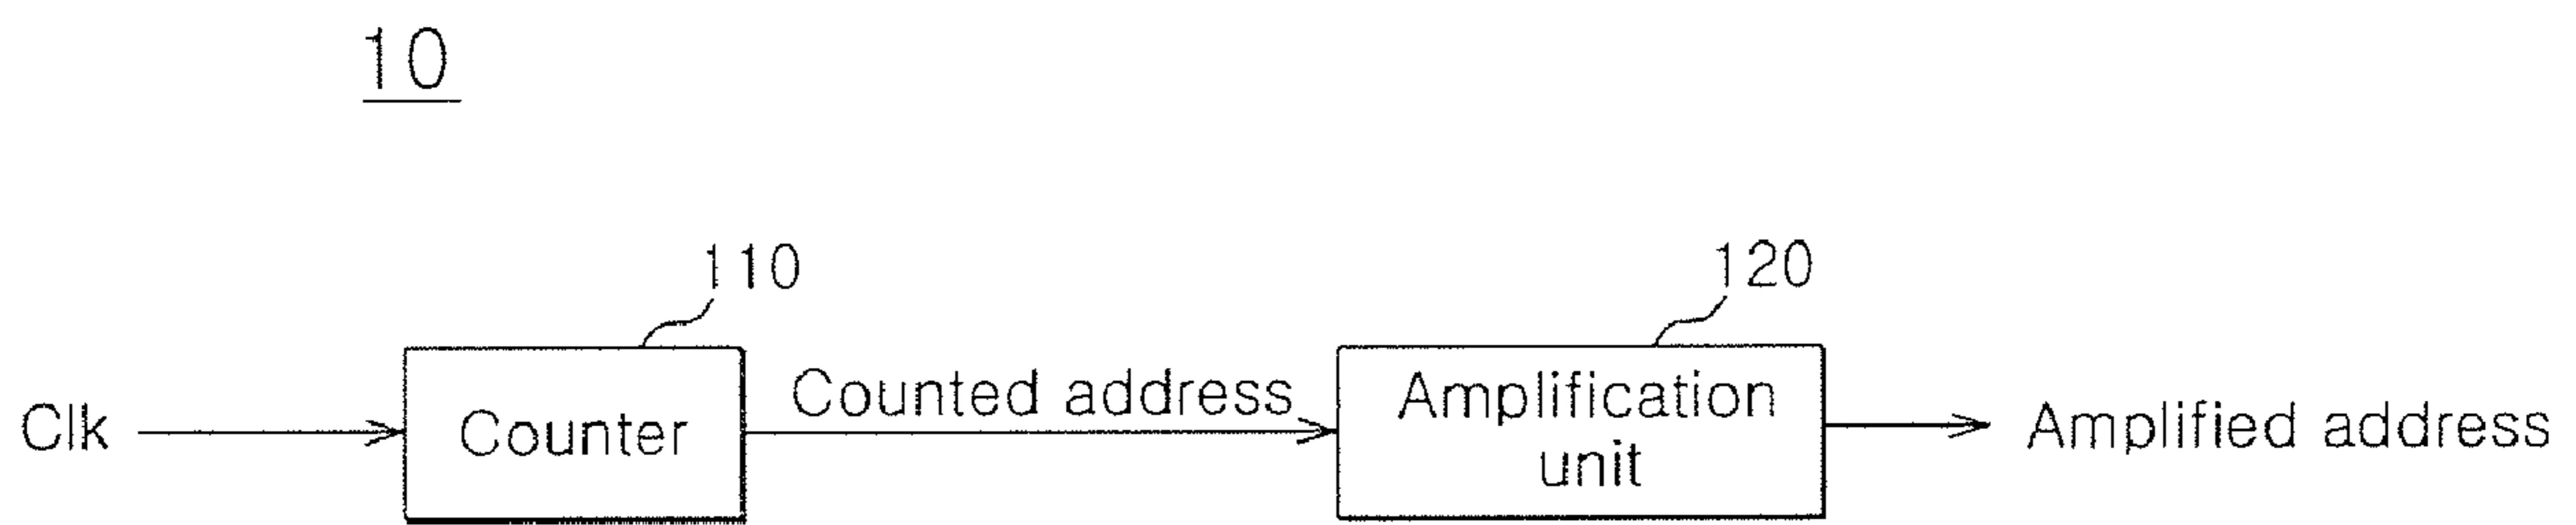 10
110
120
Clk
Counter
Counted address
Amplification
unit
Amplified address